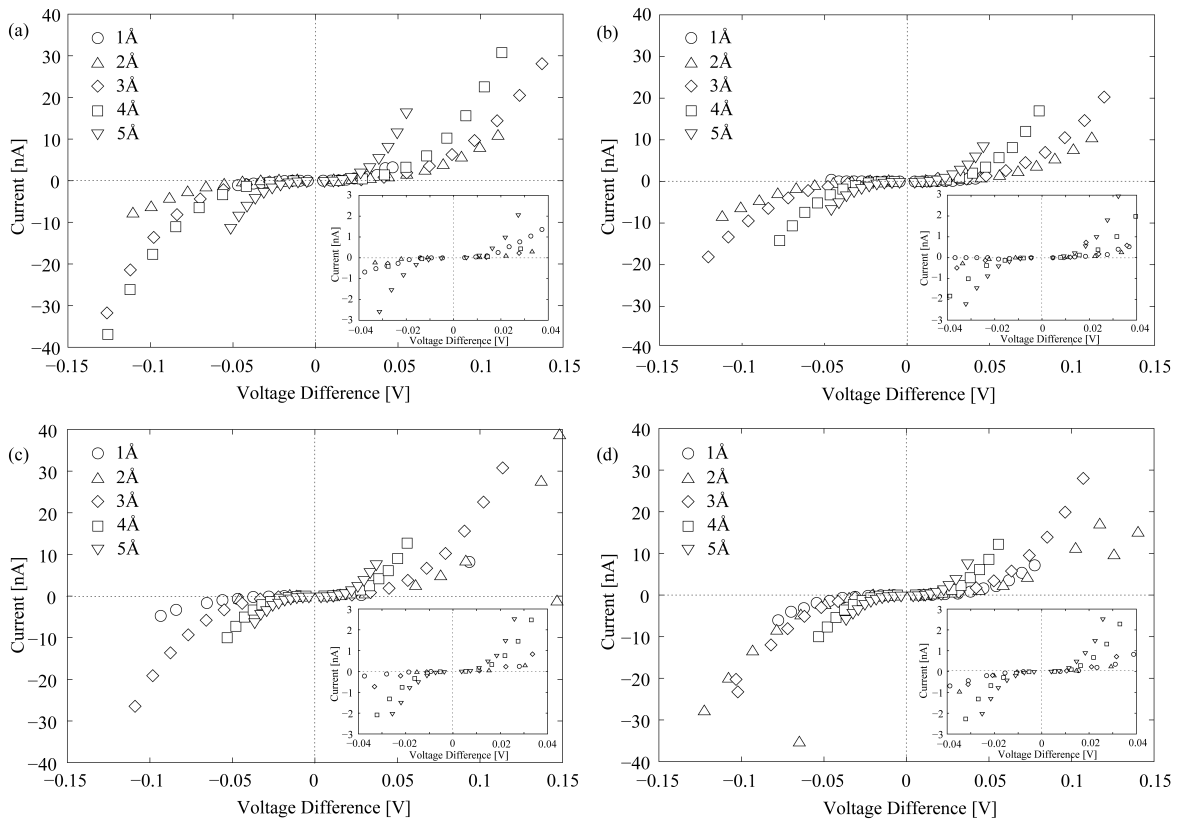 (a)
1Å
2Å
3Å
4Å
5Å
40
30
20
10
0
−10
−20
−30
−40
Current [nA]
−0.15 −0.1 −0.05 0 0.05 0.1 0.15
Voltage Difference [V]
3
2
1
0
−1
−2
−3
Current [nA]
−0.04 −0.02 0 0.02 0.04
Voltage Difference [V]
(b)
1Å
2Å
3Å
4Å
5Å
40
30
20
10
0
−10
−20
−30
−40
Current [nA]
−0.15 −0.1 −0.05 0 0.05 0.1 0.15
Voltage Difference [V]
3
2
1
0
−1
−2
−3
Current [nA]
−0.04 −0.02 0 0.02 0.04
Voltage Difference [V]
(c)
1Å
2Å
3Å
4Å
5Å
40
30
20
10
0
−10
−20
−30
−40
Current [nA]
−0.15 −0.1 −0.05 0 0.05 0.1 0.15
Voltage Difference [V]
3
2
1
0
−1
−2
−3
Current [nA]
−0.04 −0.02 0 0.02 0.04
Voltage Difference [V]
(d)
1Å
2Å
3Å
4Å
5Å
40
30
20
10
0
−10
−20
−30
−40
Current [nA]
−0.15 −0.1 −0.05 0 0.05 0.1 0.15
Voltage Difference [V]
3
2
1
0
−1
−2
−3
Current [nA]
−0.04 −0.02 0 0.02 0.04
Voltage Difference [V]